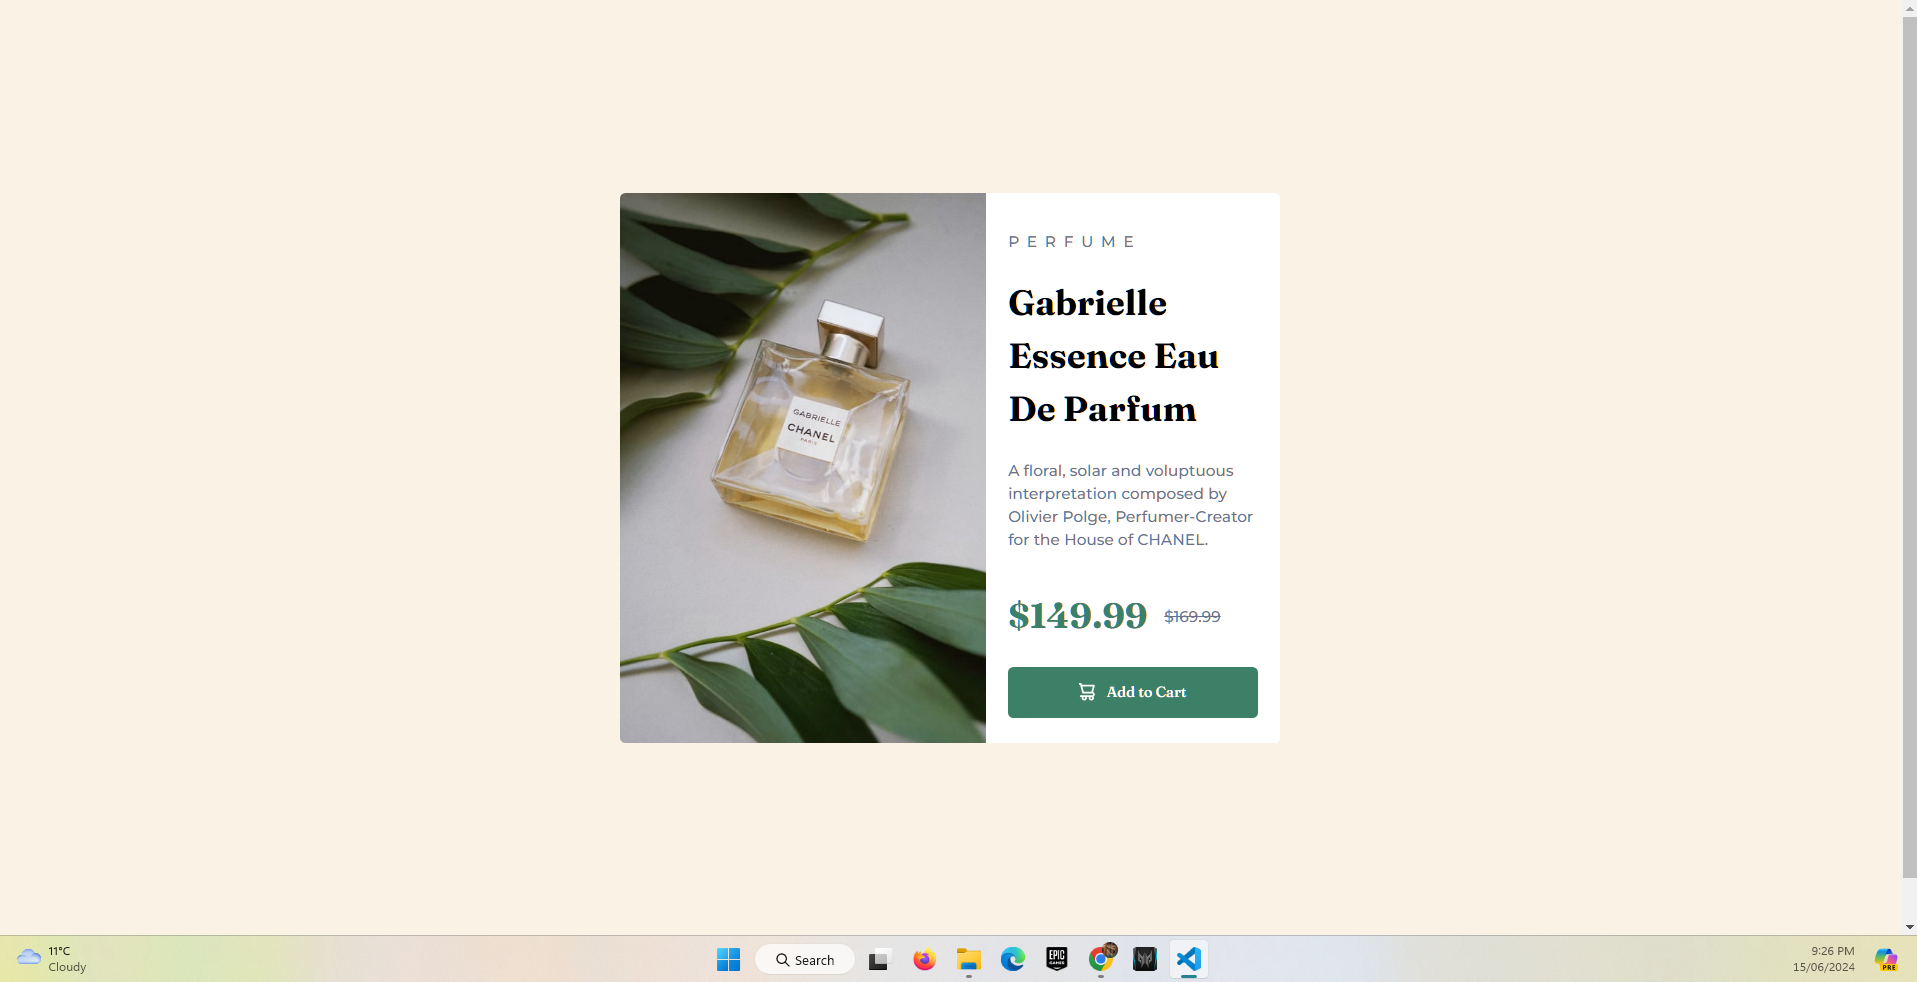 GABRIELLE
CHANEL
PARIS
PERFUME
Gabrielle
Essence Eau
De Parfum
A floral, solar and voluptuous
interpretation composed by
Olivier Polge, Perfumer-Creator
for the House of CHANEL.
$149.99 $169.99
Add to Cart
11°C
Cloudy
Search
EPIC
GAMES
9:26 PM
15/06/2024
PRE